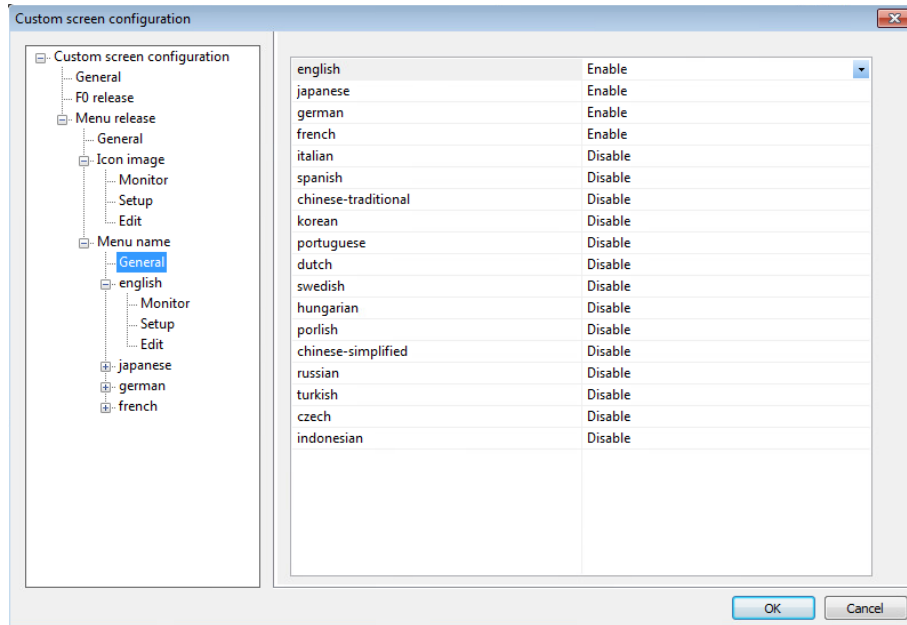 Custom screen configuration
Custom screen configuration
General
F0 release
Menu release
General
Icon image
Monitor
Setup
Edit
Menu name
General
english
Monitor
Setup
Edit
japanese
german
french
english Enable
japanese Enable
german Enable
french Enable
italian Disable
spanish Disable
chinese-traditional Disable
korean Disable
portuguese Disable
dutch Disable
swedish Disable
hungarian Disable
porlish Disable
chinese-simplified Disable
russian Disable
turkish Disable
czech Disable
indonesian Disable
OK Cancel